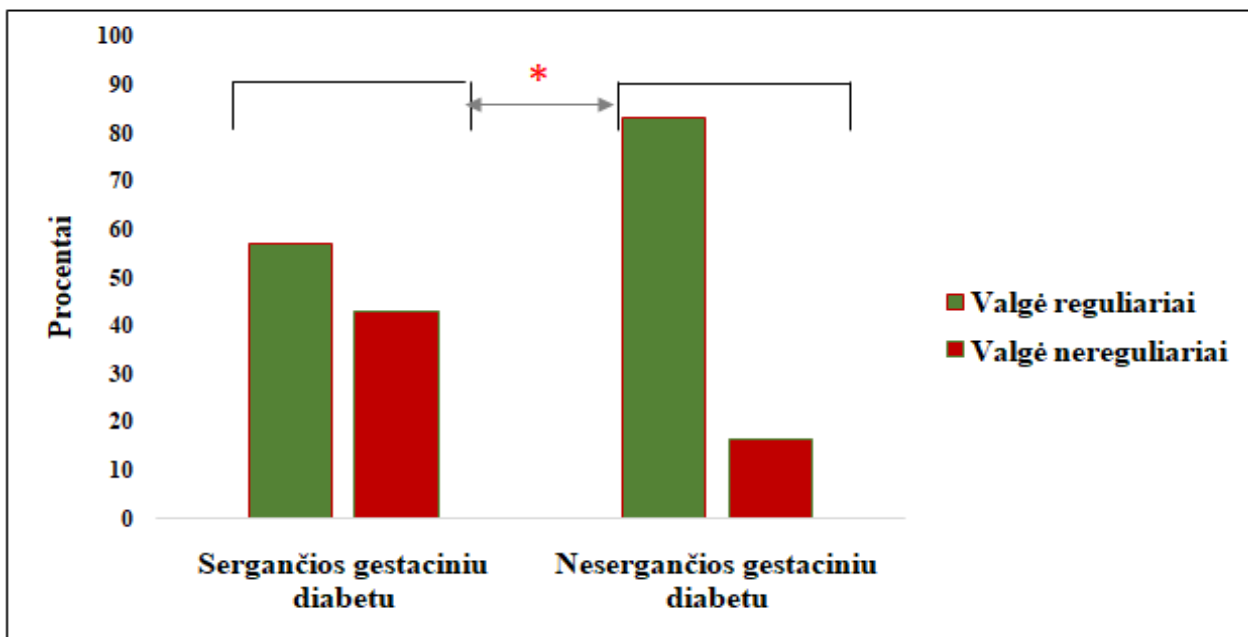 100
90
80
70
60
50
40
30
20
10
0
Procentai
*
Sergančios gestaciniu
diabetu
Nesergančios gestaciniu
diabetu
Valgė reguliariai
Valgė nereguliariai